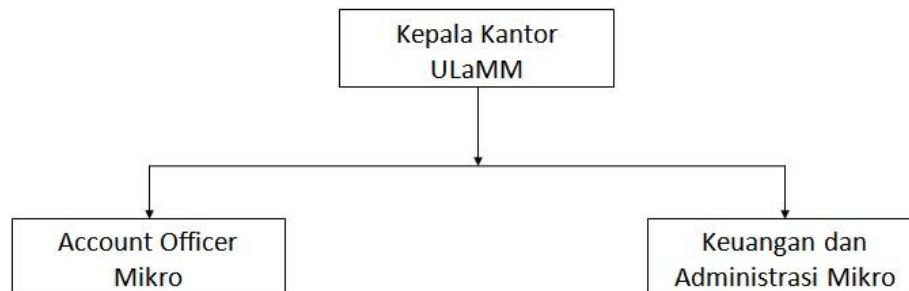 Kepala Kantor
ULaMM
Account Officer
Mikro
Keuangan dan
Administrasi Mikro